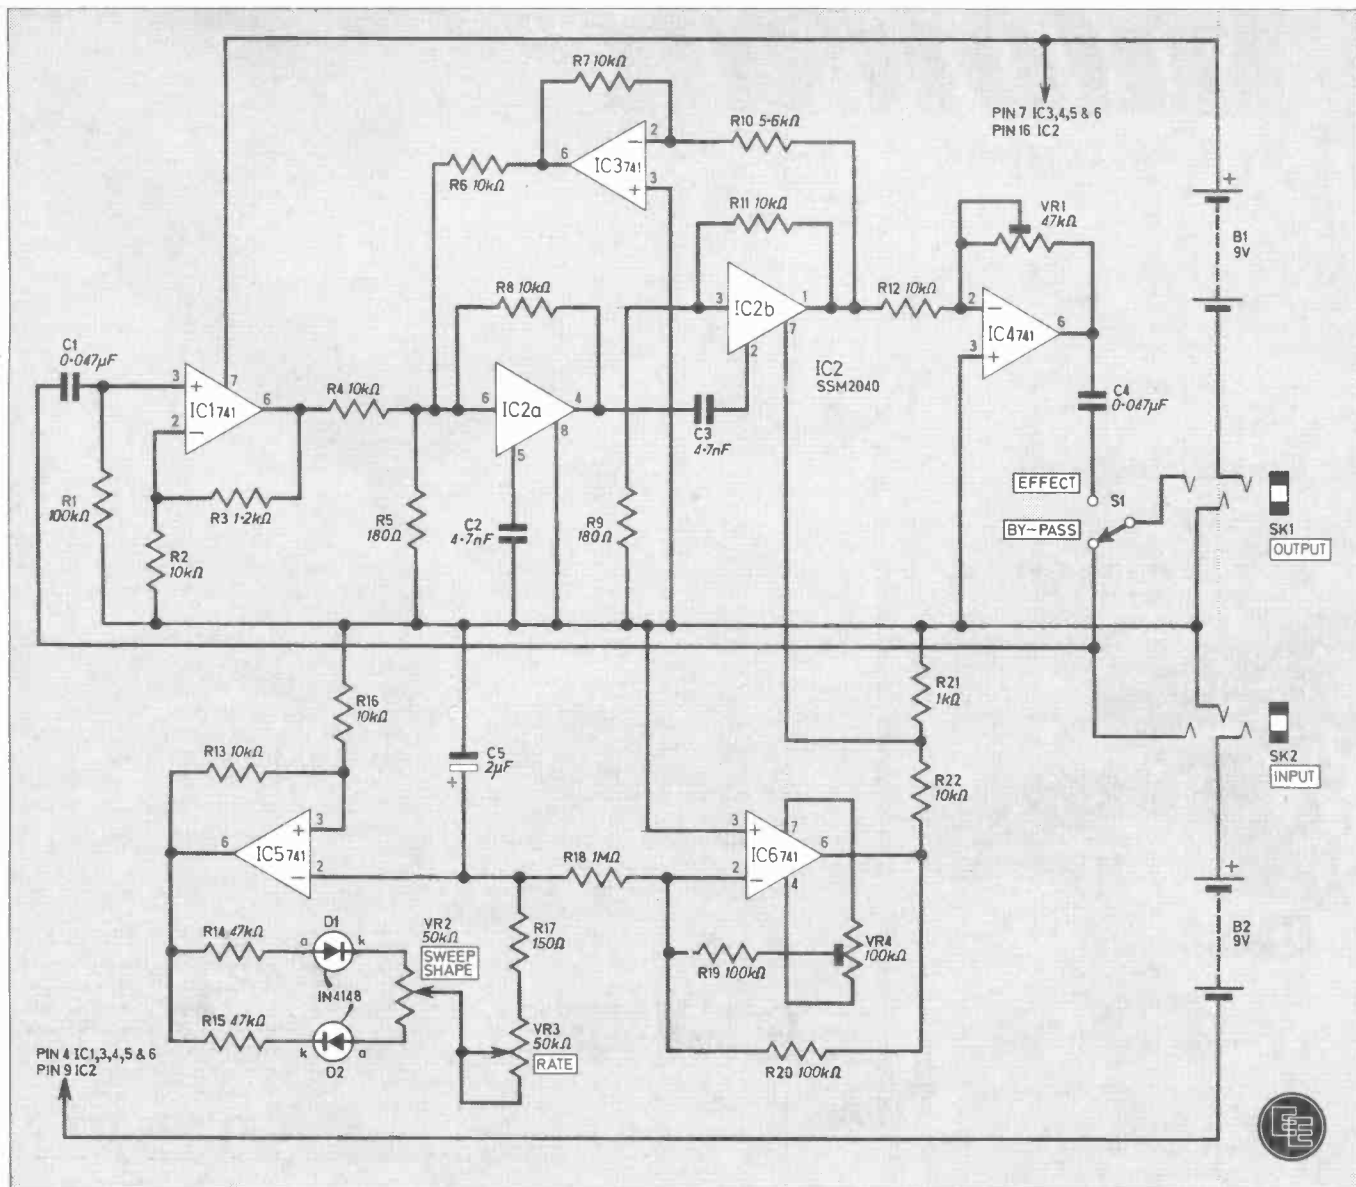 R7 10kΩ
PIN 7 IC3,4,5 & 6
PIN 16 IC2
R10 5·6kΩ
2
6
IC3 741
3
R6 10kΩ
+
VR1
47kΩ
R11 10kΩ
B1
9V
R8 10kΩ
3
IC2b
1
R12 10kΩ
2
7
2
IC4 741
6
3
C1
0·047µF
7
3
IC1 741
6
2
R4 10kΩ
6
IC2a
4
8
5
IC2
SSM2040
C4
0·047µF
C3
4·7nF
EFFECT
S1
BY-PASS
R1
100kΩ
R3 1·2kΩ
R2
10kΩ
R5
180Ω
C2
4·7nF
R9
180Ω
SK1
OUTPUT
R21
1kΩ
R16
10kΩ
SK2
INPUT
R13 10kΩ
C5
2µF
+
R22
10kΩ
3
6
IC5 741
2
R18 1MΩ
3
7
IC6 741
6
2
4
+
B2
9V
R14 47kΩ
D1
a
k
VR2
50kΩ
SWEEP
SHAPE
R17
150Ω
R19 100kΩ
VR4
100kΩ
IN4148
R15 47kΩ
k
a
D2
VR3
50kΩ
RATE
R20 100kΩ
PIN 4 IC1,3,4,5 & 6
PIN 9 IC2
EE